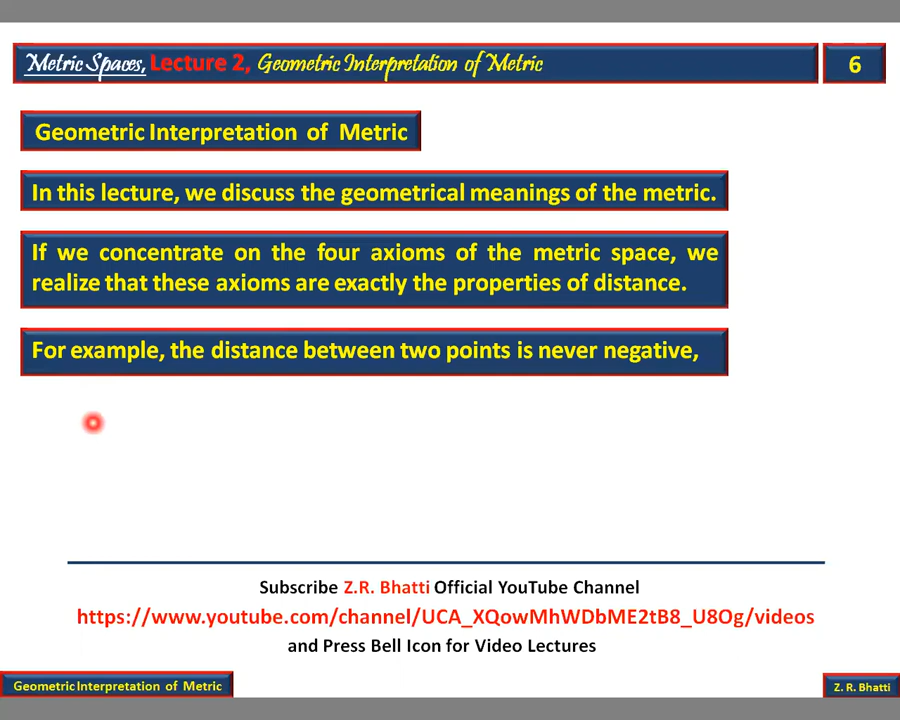 Metric Spaces, Lecture 2, Geometric Interpretation of Metric
6
Geometric Interpretation of Metric
In this lecture, we discuss the geometrical meanings of the metric.
If we concentrate on the four axioms of the metric space, we
realize that these axioms are exactly the properties of distance.
For example, the distance between two points is never negative,
Subscribe Z.R. Bhatti Official YouTube Channel
https://www.youtube.com/channel/UCA_XQowMhWDbME2tB8_U8Og/videos
and Press Bell Icon for Video Lectures
Geometric Interpretation of Metric
Z. R. Bhatti